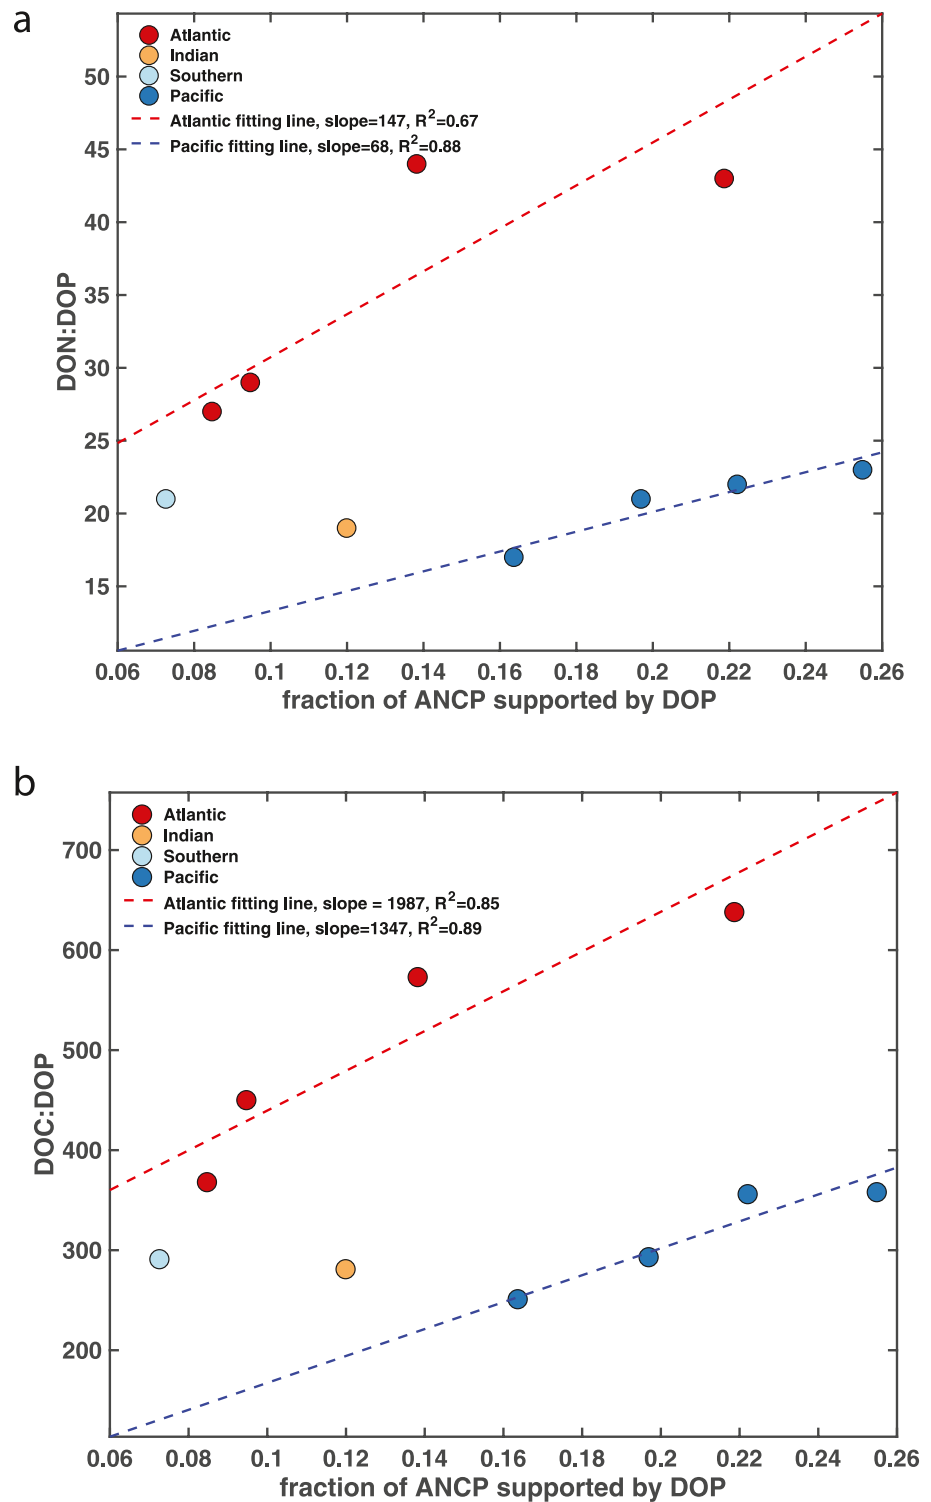 a
Atlantic
Indian
Southern
Pacific
Atlantic fitting line, slope=147, R²=0.67
Pacific fitting line, slope=68, R²=0.88
50
45
40
35
30
25
20
15
DON:DOP
0.06 0.08 0.1 0.12 0.14 0.16 0.18 0.2 0.22 0.24 0.26
fraction of ANCP supported by DOP
b
Atlantic
Indian
Southern
Pacific
Atlantic fitting line, slope = 1987, R²=0.85
Pacific fitting line, slope=1347, R²=0.89
700
600
500
400
300
200
DOC:DOP
0.06 0.08 0.1 0.12 0.14 0.16 0.18 0.2 0.22 0.24 0.26
fraction of ANCP supported by DOP